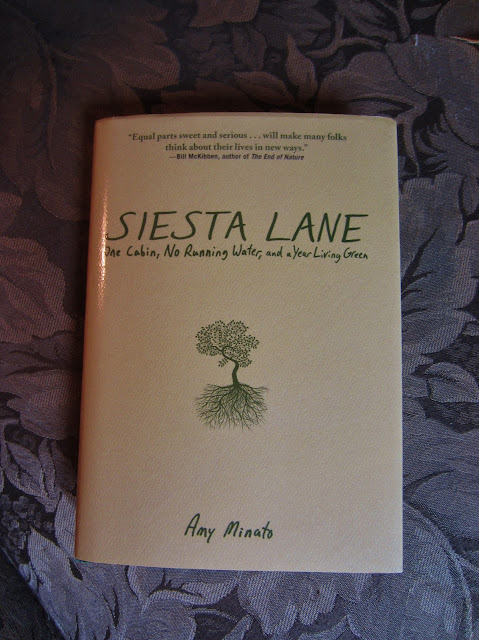 "Equal parts sweet and serious . . . will make many folks
think about their lives in new ways."
—Bill McKibben, author of The End of Nature
SIESTA LANE
One Cabin, No Running Water, and a Year Living Green
Amy Minato